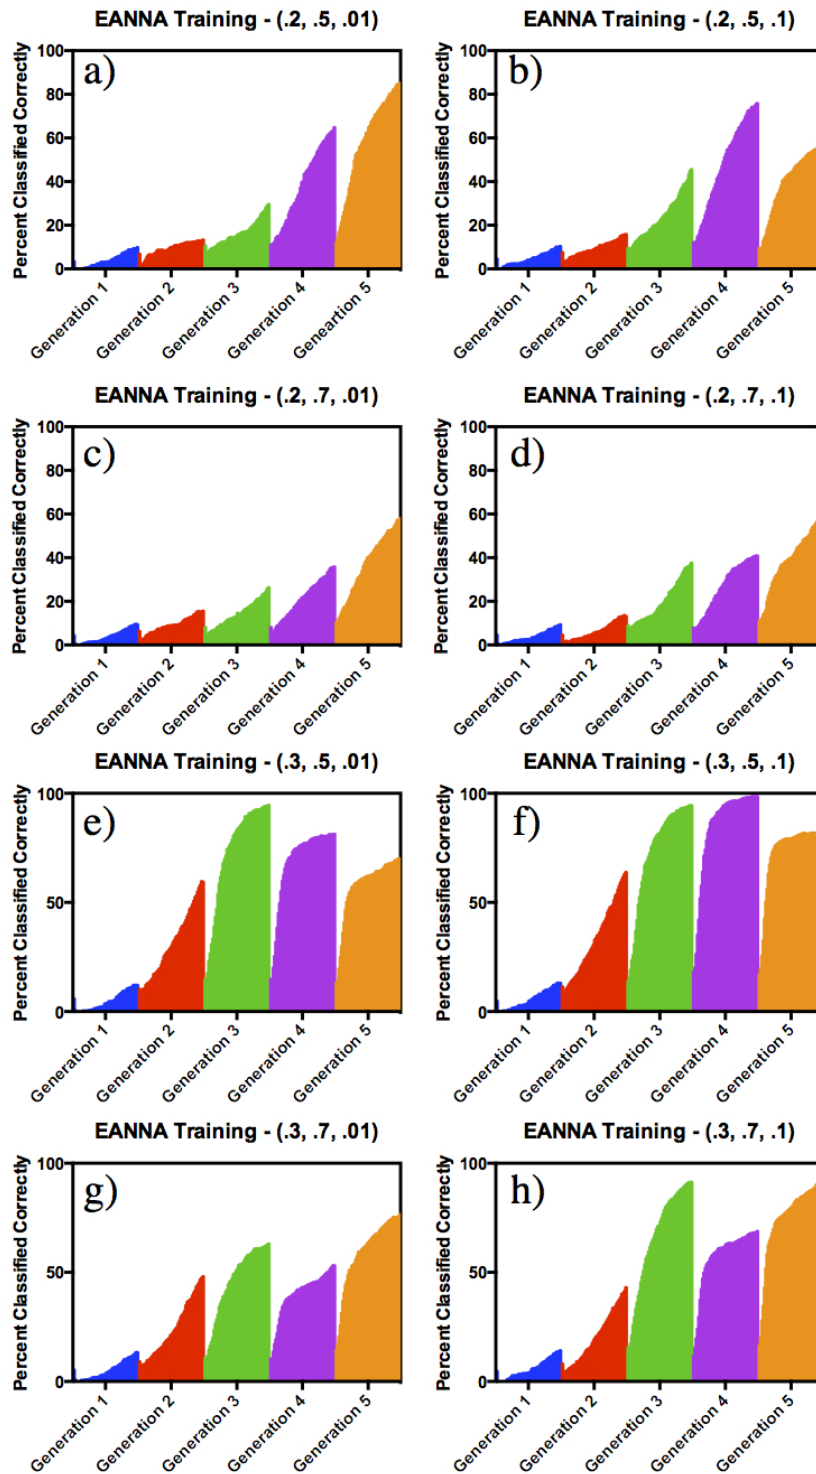 EANNA Training - (.2, .5, .01)
a)
Percent Classified Correctly
100
80
60
40
20
0
Generation 1
Generation 2
Generation 3
Generation 4
Geneartion 5
EANNA Training - (.2, .5, .1)
b)
Percent Classified Correctly
100
80
60
40
20
0
Generation 1
Generation 2
Generation 3
Generation 4
Generation 5
EANNA Training - (.2, .7, .01)
c)
Percent Classified Correctly
100
80
60
40
20
0
Generation 1
Generation 2
Generation 3
Generation 4
Generation 5
EANNA Training - (.2, .7, .1)
d)
Percent Classified Correctly
100
80
60
40
20
0
Generation 1
Generation 2
Generation 3
Generation 4
Generation 5
EANNA Training - (.3, .5, .01)
e)
Percent Classified Correctly
100
50
0
Generation 1
Generation 2
Generation 3
Generation 4
Generation 5
EANNA Training - (.3, .5, .1)
f)
Percent Classified Correctly
100
50
0
Generation 1
Generation 2
Generation 3
Generation 4
Generation 5
EANNA Training - (.3, .7, .01)
g)
Percent Classified Correctly
100
50
0
Generation 1
Generation 2
Generation 3
Generation 4
Generation 5
EANNA Training - (.3, .7, .1)
h)
Percent Classified Correctly
100
50
0
Generation 1
Generation 2
Generation 3
Generation 4
Generation 5